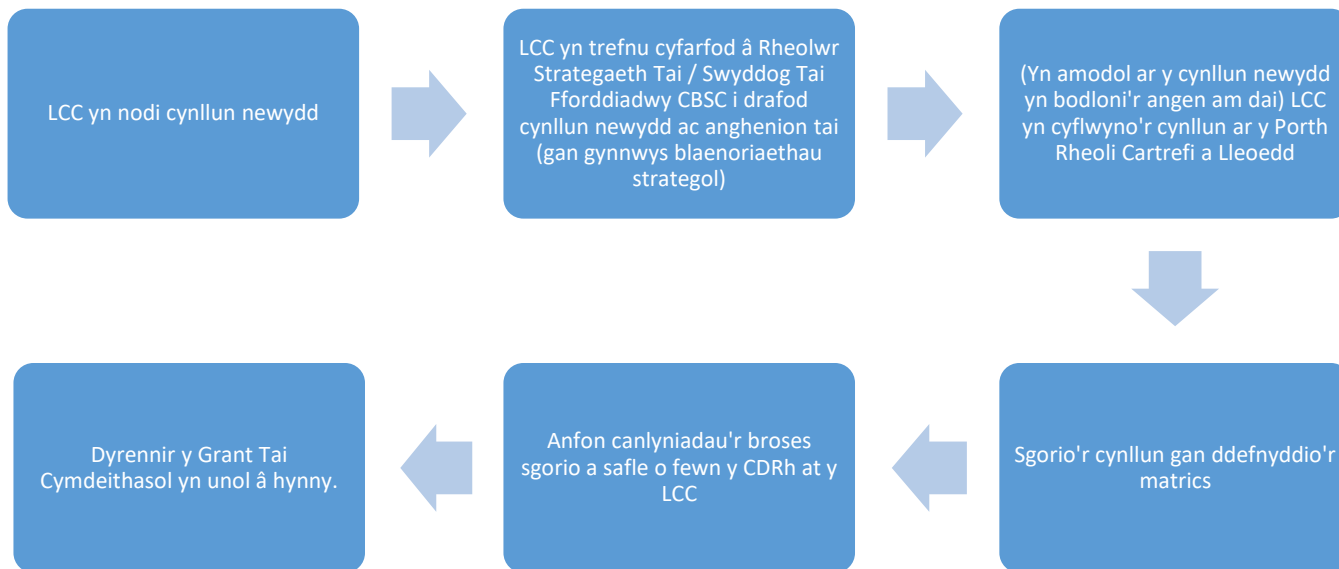 LCC yn nodi cynllun newydd
LCC yn trefnu cyfarfod â Rheolwr
Strategaeth Tai / Swyddog Tai
Fforddiadwy CBSC i drafod
cynllun newydd ac anghenion tai
(gan gynnwys blaenoriaethau
strategol)
(Yn amodol ar y cynllun newydd
yn bodloni'r angen am dai) LCC
yn cyflwyno'r cynllun ar y Porth
Rheoli Cartrefi a Lleoedd
Sgorio'r cynllun gan ddefnyddio'r
matrics
Anfon canlyniadau'r broses
sgorio a safle o fewn y CDRh at y
LCC
Dyrennir y Grant Tai
Cymdeithasol yn unol â hynny.